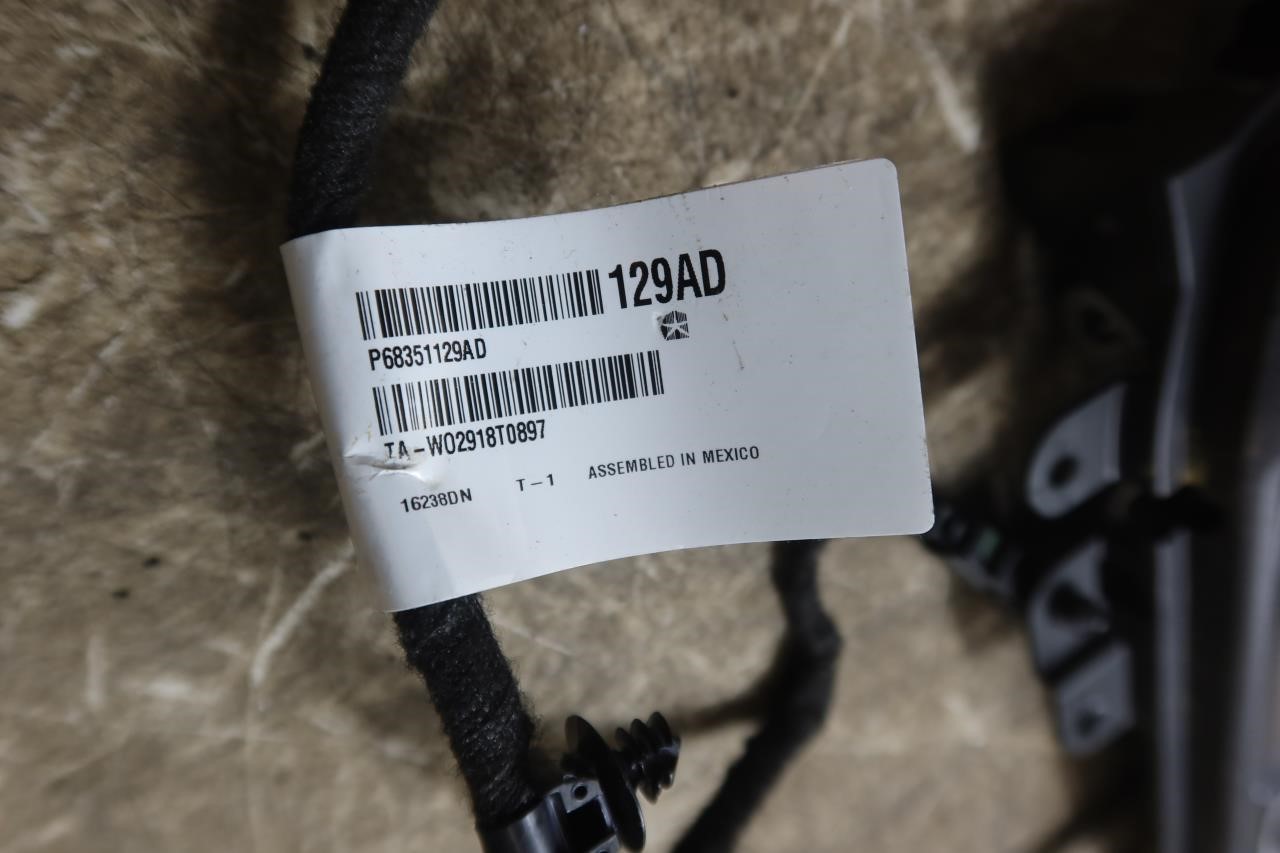 129AD
P68351129AD
TA-W02918T0897
16238DN T-1 ASSEMBLED IN MEXICO